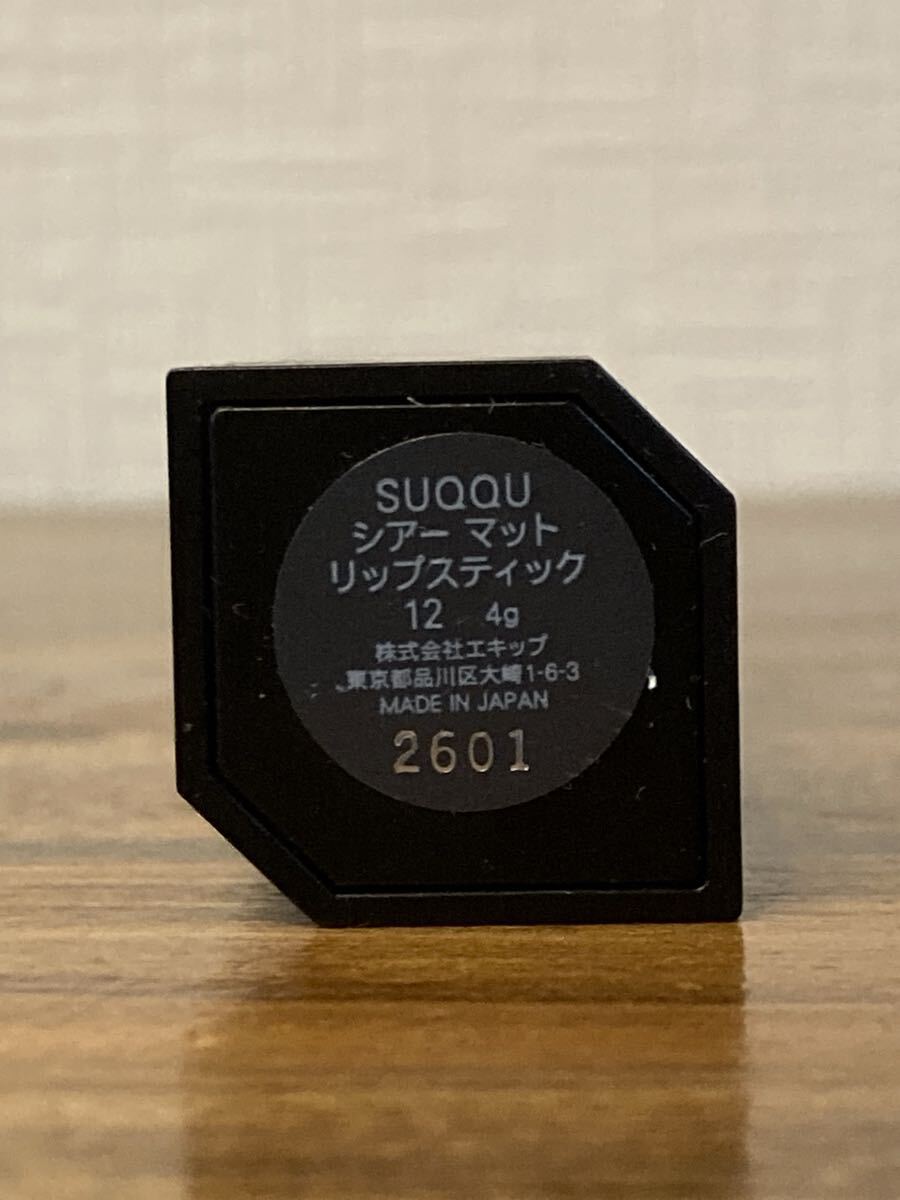 SUQQU
シアー マット
リップスティック
12 4g
株式会社エキップ
東京都品川区大崎1-6-3
MADE IN JAPAN
2601